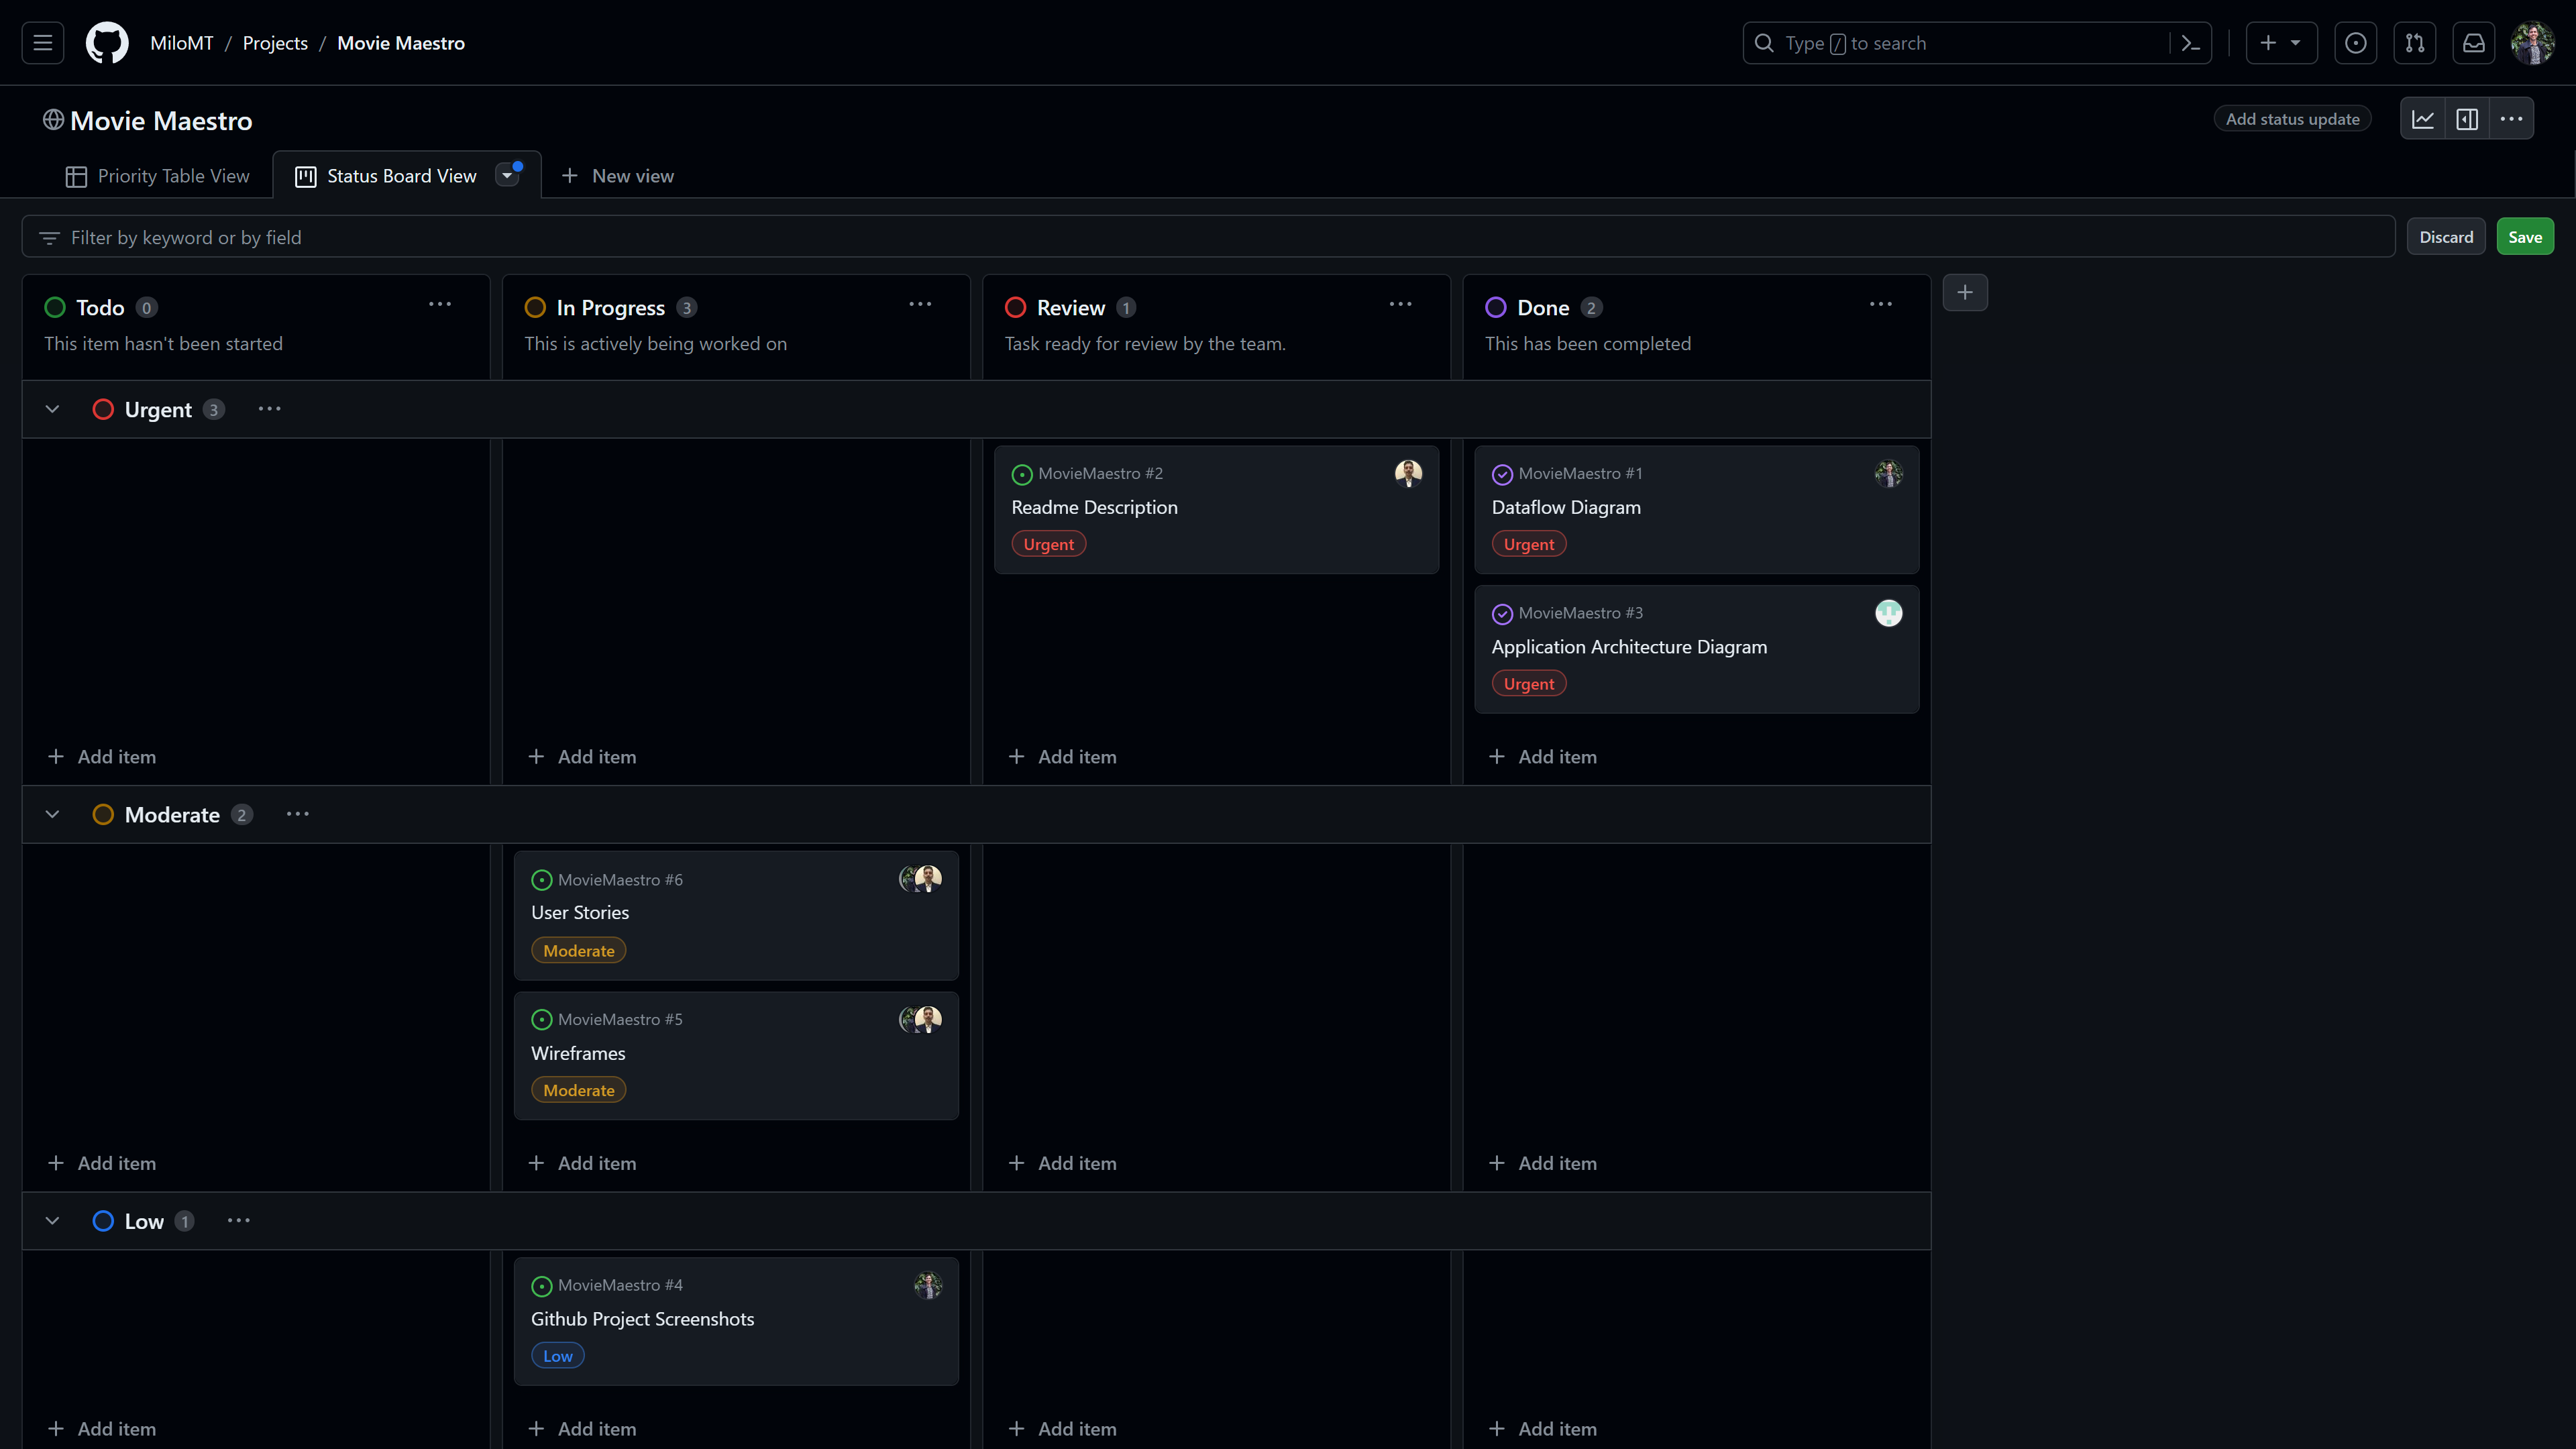 MiloMT / Projects / Movie Maestro
Type / to search
Movie Maestro
Add status update
Priority Table View
Status Board View
New view
Filter by keyword or by field
Discard
Save
Todo 0
This item hasn't been started
In Progress 3
This is actively being worked on
Review 1
Task ready for review by the team.
Done 2
This has been completed
Urgent 3
MovieMaestro #2
Readme Description
Urgent
MovieMaestro #1
Dataflow Diagram
Urgent
MovieMaestro #3
Application Architecture Diagram
Urgent
Add item
Add item
Add item
Add item
Moderate 2
MovieMaestro #6
User Stories
Moderate
MovieMaestro #5
Wireframes
Moderate
Add item
Add item
Add item
Add item
Low 1
MovieMaestro #4
Github Project Screenshots
Low
Add item
Add item
Add item
Add item